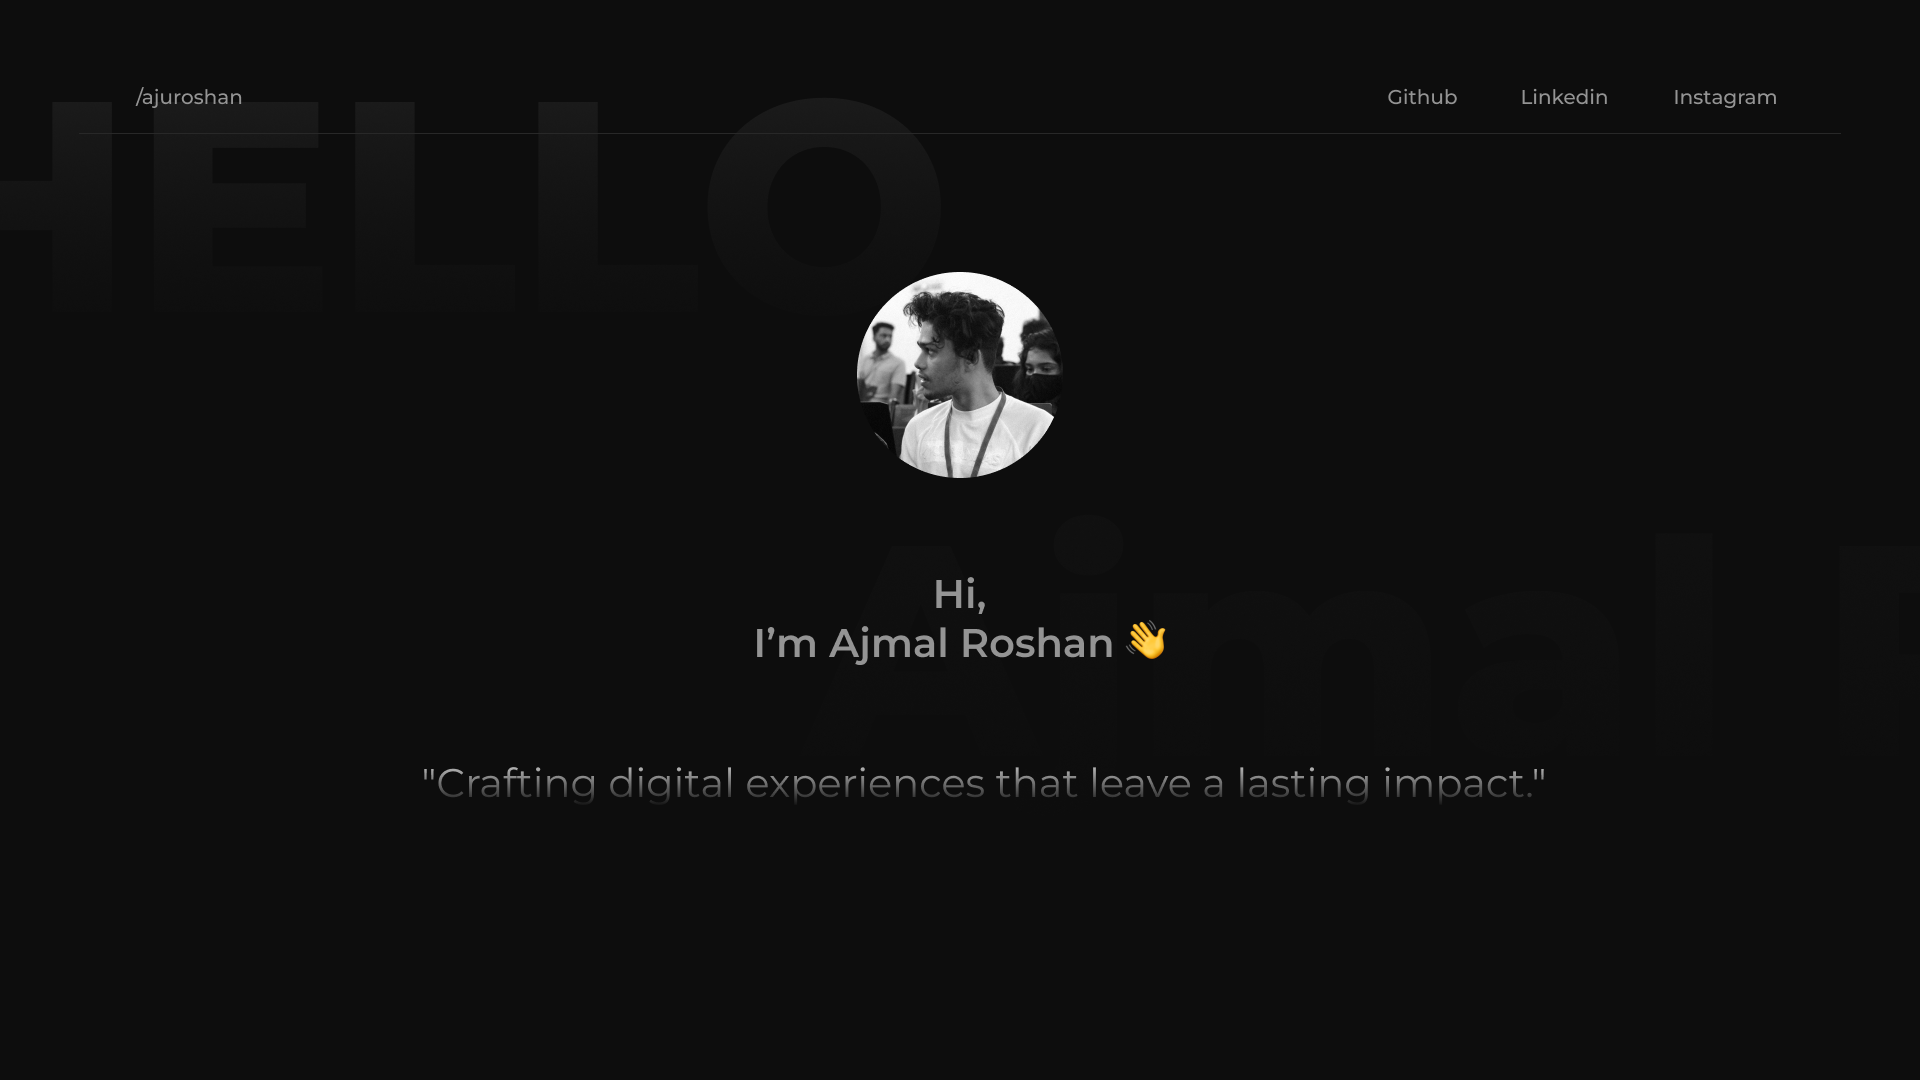 /ajuroshan Github Linkedin Instagram
HELLO
Hi,
I’m Ajmal Roshan 👋
Ajmal R
"Crafting digital experiences that leave a lasting impact."